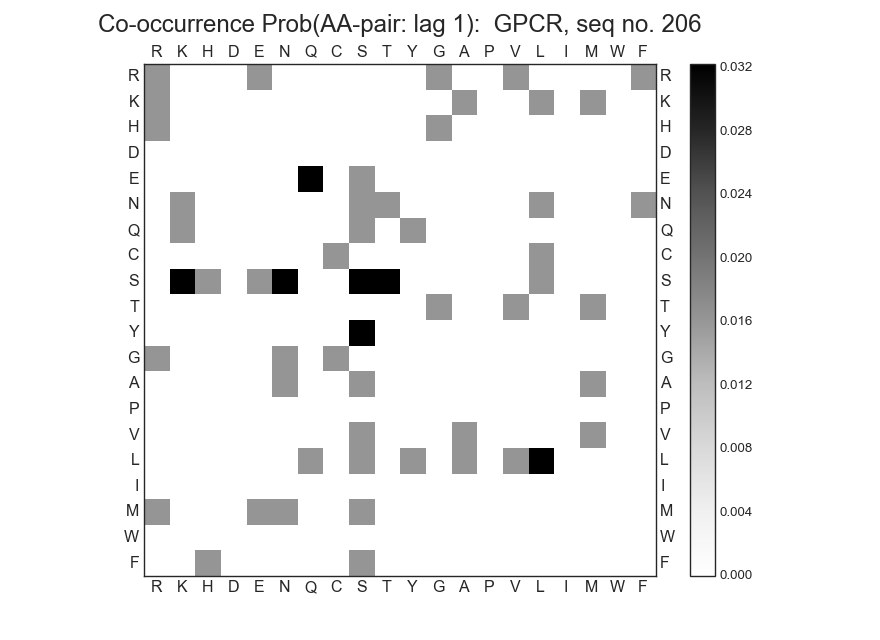 Co-occurrence Prob(AA-pair: lag 1):  GPCR, seq no. 206
R K H D E N Q C S T Y G A P V L I M W F
R R 0.032
K K
H H 0.028
D D
E E 0.024
N N
Q Q 0.020
C C
S S
T T 0.016
Y Y
G G
A A 0.012
P P
V V 0.008
L L
I I 0.004
M M
W W
F F 0.000
R K H D E N Q C S T Y G A P V L I M W F